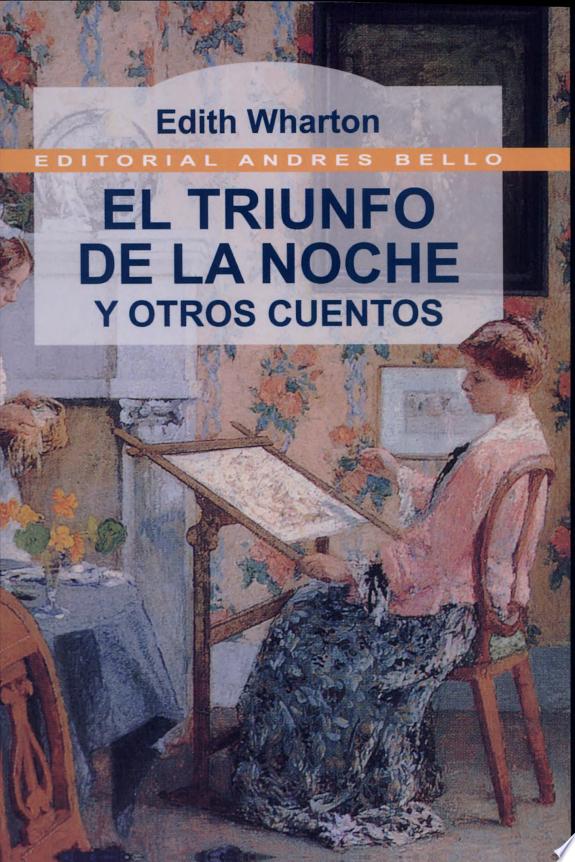 Edith Wharton
EDITORIAL ANDRES BELLO
EL TRIUNFO
DE LA NOCHE
Y OTROS CUENTOS